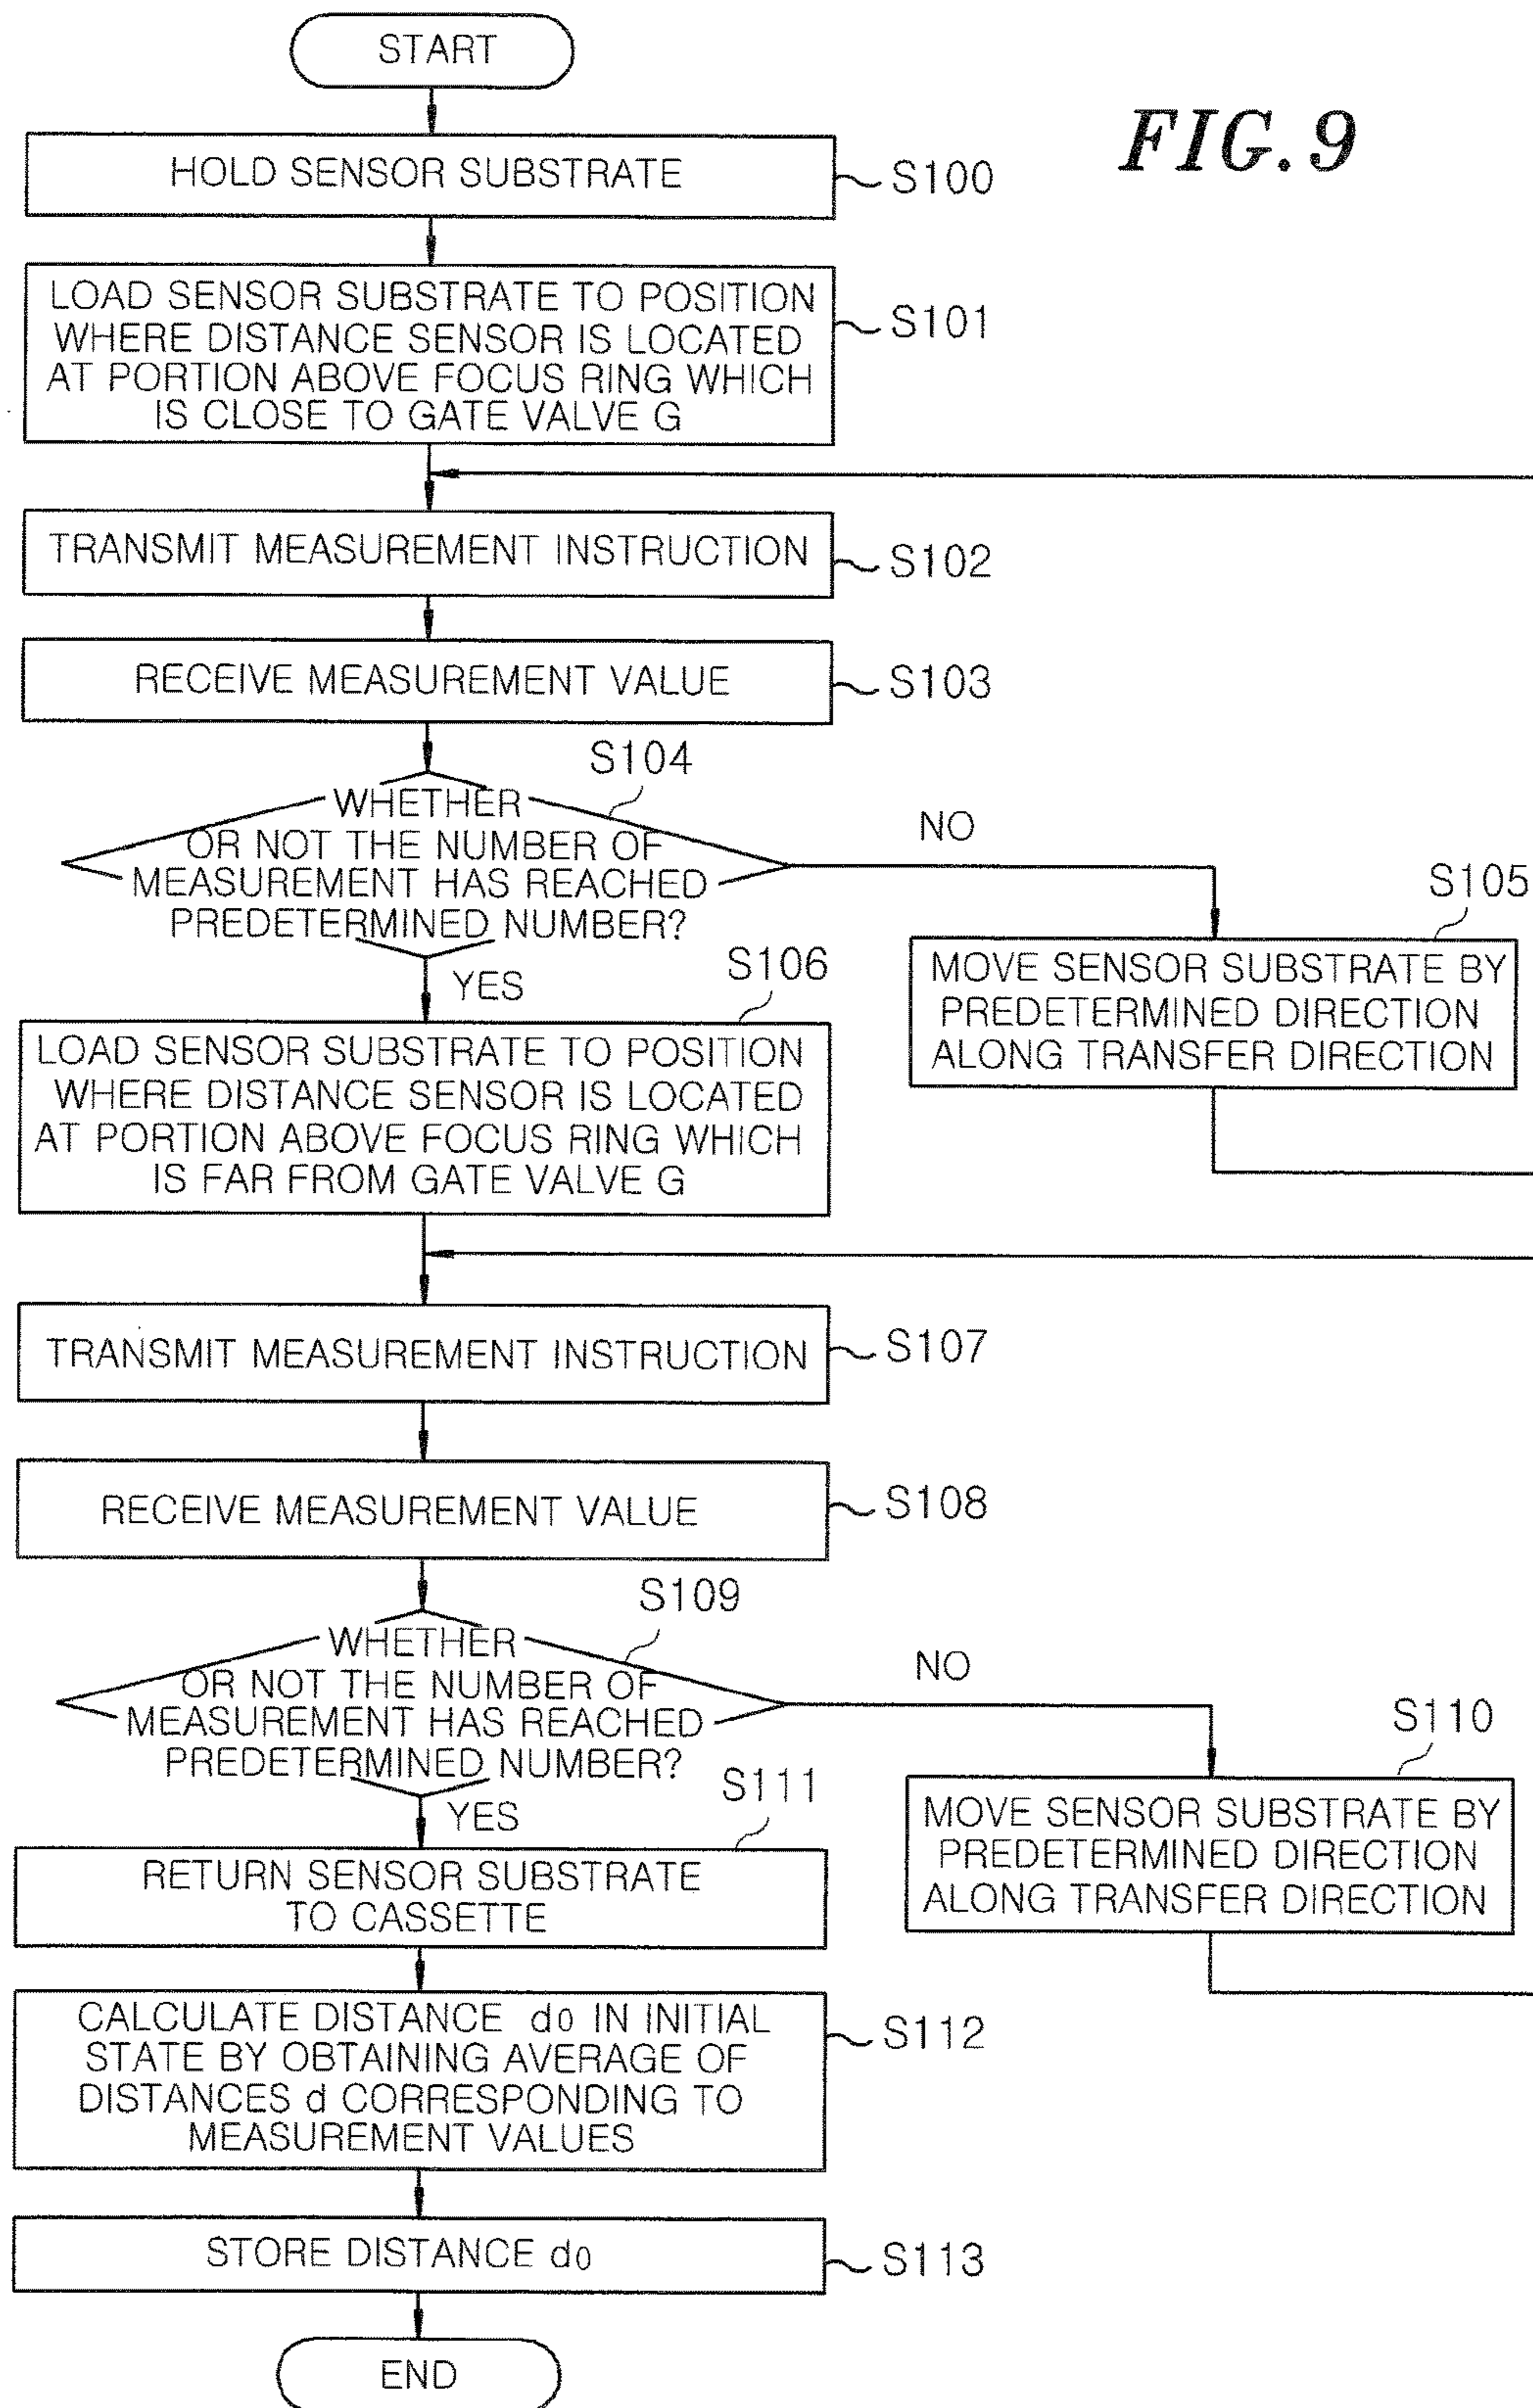 START
FIG. 9
HOLD SENSOR SUBSTRATE
S100
LOAD SENSOR SUBSTRATE TO POSITION
WHERE DISTANCE SENSOR IS LOCATED
AT PORTION ABOVE FOCUS RING WHICH
IS CLOSE TO GATE VALVE G
S101
TRANSMIT MEASUREMENT INSTRUCTION
S102
RECEIVE MEASUREMENT VALUE
S103
S104
WHETHER
OR NOT THE NUMBER OF
MEASUREMENT HAS REACHED
PREDETERMINED NUMBER?
NO
YES
S105
MOVE SENSOR SUBSTRATE BY
PREDETERMINED DIRECTION
ALONG TRANSFER DIRECTION
S106
LOAD SENSOR SUBSTRATE TO POSITION
WHERE DISTANCE SENSOR IS LOCATED
AT PORTION ABOVE FOCUS RING WHICH
IS FAR FROM GATE VALVE G
TRANSMIT MEASUREMENT INSTRUCTION
S107
RECEIVE MEASUREMENT VALUE
S108
S109
WHETHER
OR NOT THE NUMBER OF
MEASUREMENT HAS REACHED
PREDETERMINED NUMBER?
NO
YES
S110
MOVE SENSOR SUBSTRATE BY
PREDETERMINED DIRECTION
ALONG TRANSFER DIRECTION
S111
RETURN SENSOR SUBSTRATE
TO CASSETTE
CALCULATE DISTANCE d0 IN INITIAL
STATE BY OBTAINING AVERAGE OF
DISTANCES d CORRESPONDING TO
MEASUREMENT VALUES
S112
STORE DISTANCE d0
S113
END